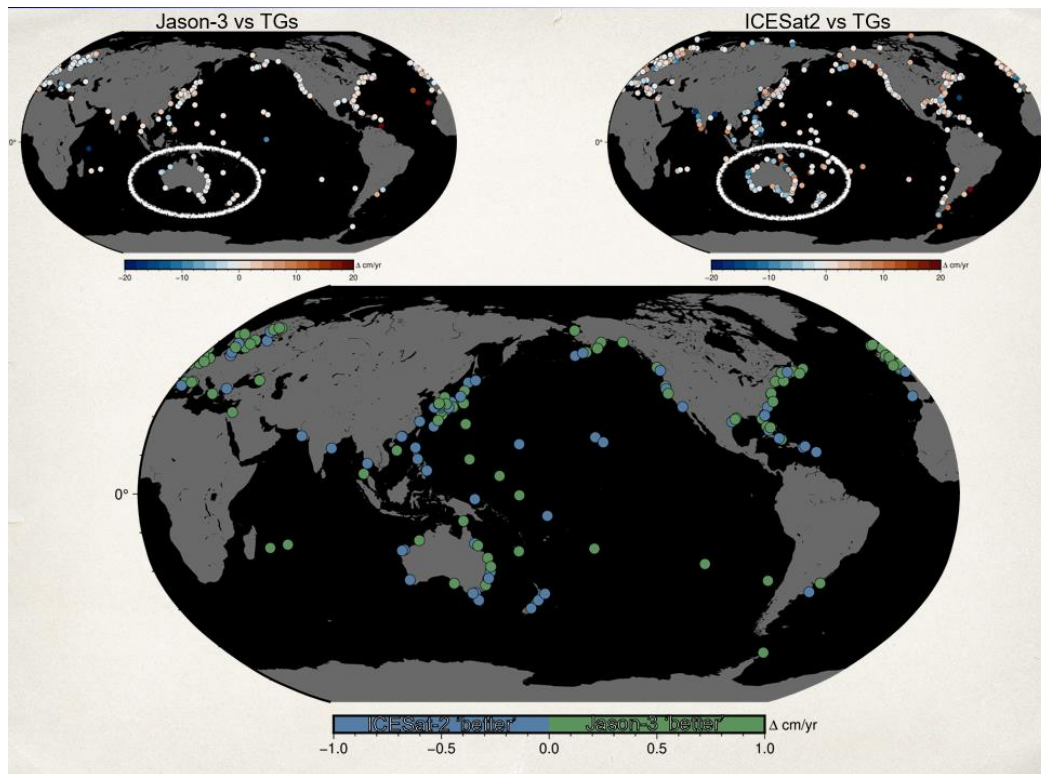 Jason-3 vs TGs
ICESat2 vs TGs
0°
0°
−20 −10 0 10 20
Δ cm/yr
−20 −10 0 10 20
Δ cm/yr
0°
ICESat-2 'better' Jason-3 'better'
Δ cm/yr
−1.0 −0.5 0.0 0.5 1.0